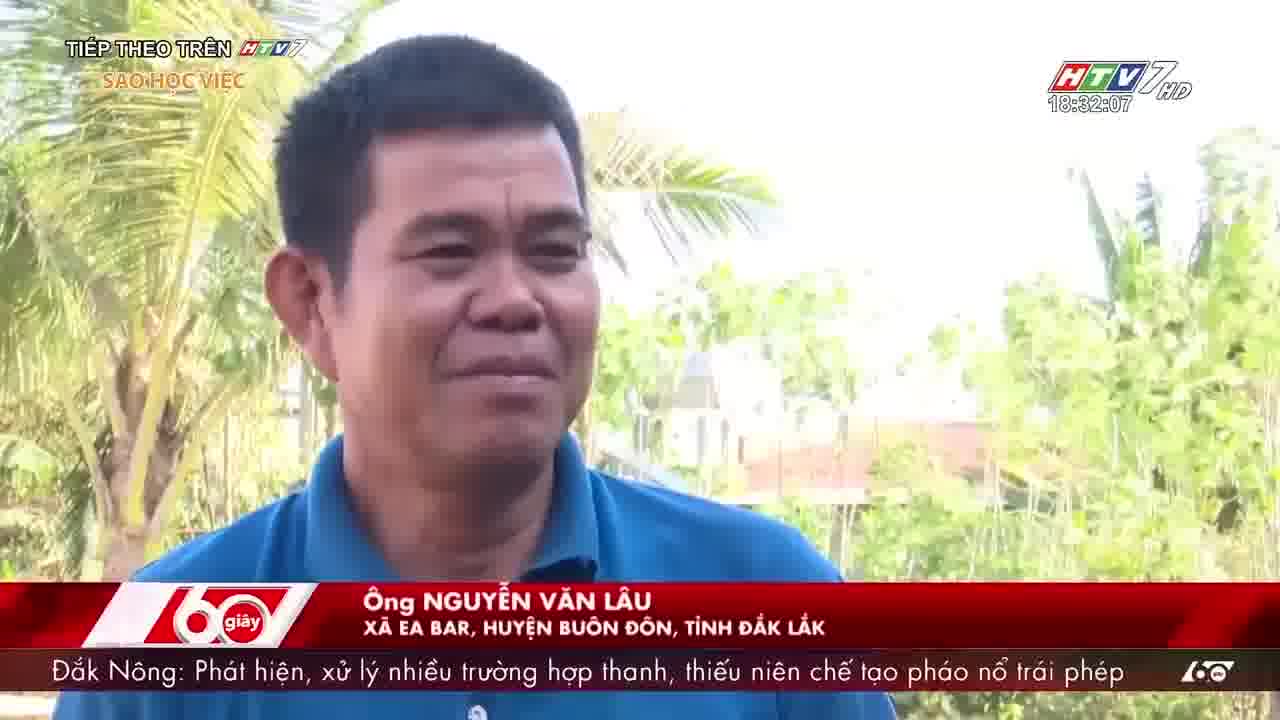 TIẾP THEO TRÊN HTV7
SAO HỌC VIỆC
HTV7 HD
18:32:07
60 giây
Ông NGUYỄN VĂN LÂU
XÃ EA BAR, HUYỆN BUÔN ĐÔN, TỈNH ĐẮK LẮK
Đắk Nông: Phát hiện, xử lý nhiều trường hợp thanh, thiếu niên chế tạo pháo nổ trái phép
60